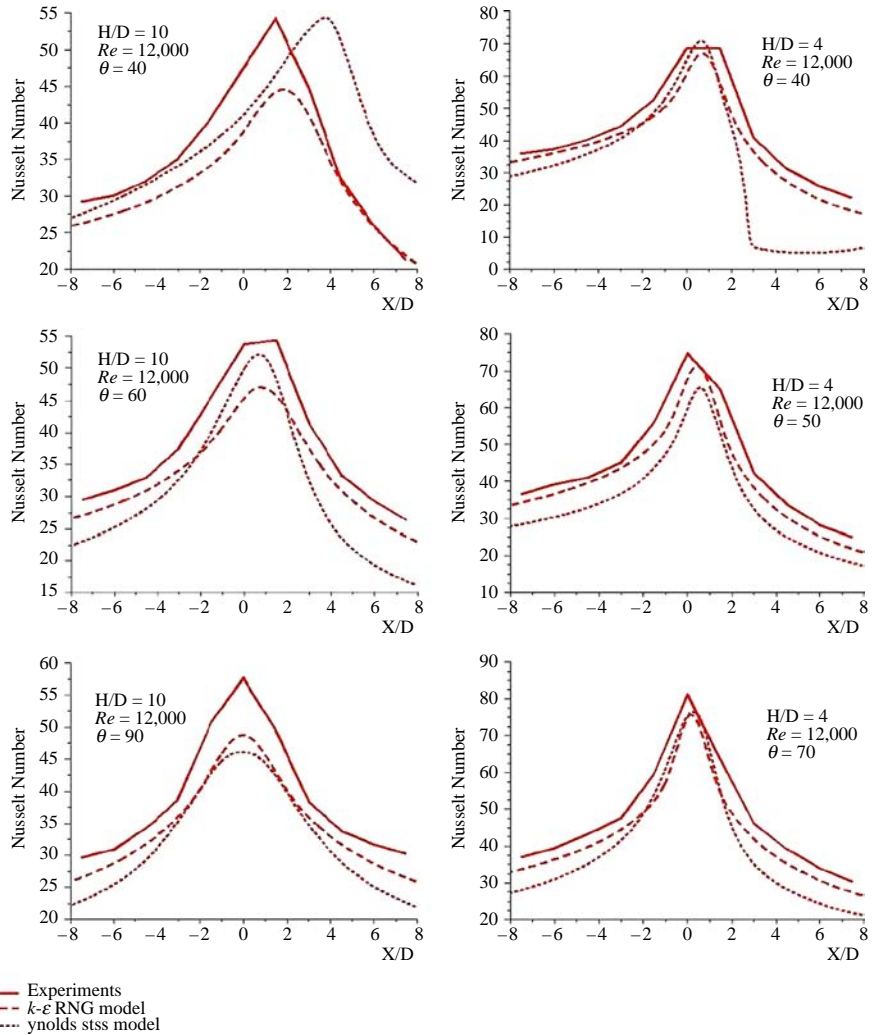 55
50
45
40
35
30
25
20
Nusselt Number
H/D = 10
Re = 12,000
θ = 40
−8 −6 −4 −2 0 2 4 6 8
X/D
80
70
60
50
40
30
20
10
0
Nusselt Number
H/D = 4
Re = 12,000
θ = 40
−8 −6 −4 −2 0 2 4 6 8
X/D
55
50
45
40
35
30
25
20
15
Nusselt Number
H/D = 10
Re = 12,000
θ = 60
−8 −6 −4 −2 0 2 4 6 8
X/D
80
70
60
50
40
30
20
10
Nusselt Number
H/D = 4
Re = 12,000
θ = 50
−8 −6 −4 −2 0 2 4 6 8
X/D
60
55
50
45
40
35
30
25
20
Nusselt Number
H/D = 10
Re = 12,000
θ = 90
−8 −6 −4 −2 0 2 4 6 8
X/D
90
80
70
60
50
40
30
20
Nusselt Number
H/D = 4
Re = 12,000
θ = 70
−8 −6 −4 −2 0 2 4 6 8
X/D
Experiments
k-ε RNG model
ynolds stss model